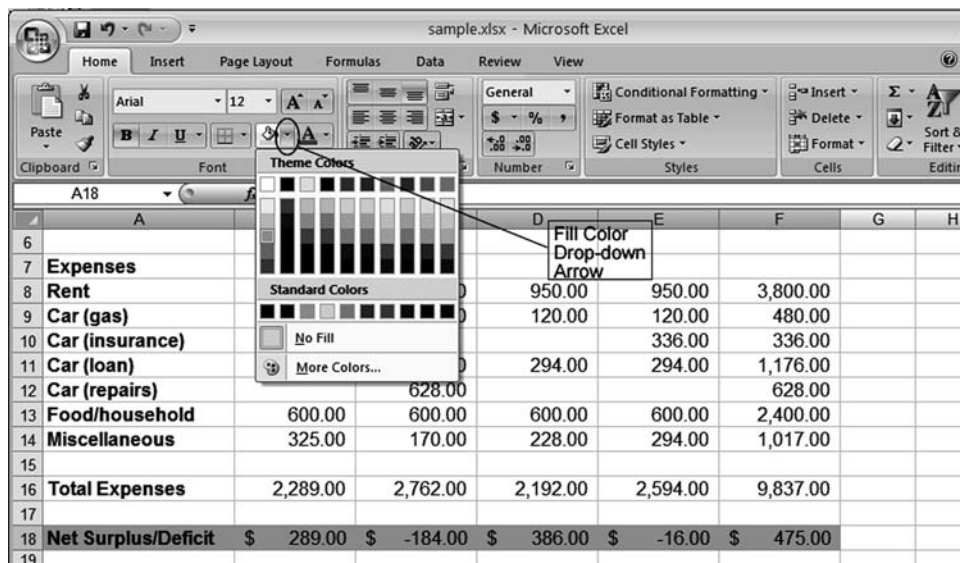 sample.xlsx - Microsoft Excel
Home Insert Page Layout Formulas Data Review View
Paste
Arial 12
B I U A
A A
General
$ % ,
.00 .0
Conditional Formatting
Format as Table
Cell Styles
Insert
Delete
Format
Σ
A
Z
Sort &
Filter
Clipboard Font Number Styles Cells
A18
Theme Colors
Standard Colors
No Fill
More Colors...
Fill Color
Drop-down
Arrow
A D E F G H
6
7 Expenses
8 Rent 950.00 950.00 3,800.00
9 Car (gas) 120.00 120.00 480.00
10 Car (insurance) 336.00 336.00
11 Car (loan) 294.00 294.00 1,176.00
12 Car (repairs) 628.00 628.00
13 Food/household 600.00 600.00 600.00 600.00 2,400.00
14 Miscellaneous 325.00 170.00 228.00 294.00 1,017.00
15
16 Total Expenses 2,289.00 2,762.00 2,192.00 2,594.00 9,837.00
17
18 Net Surplus/Deficit $ 289.00 $ -184.00 $ 386.00 $ -16.00 $ 475.00
19